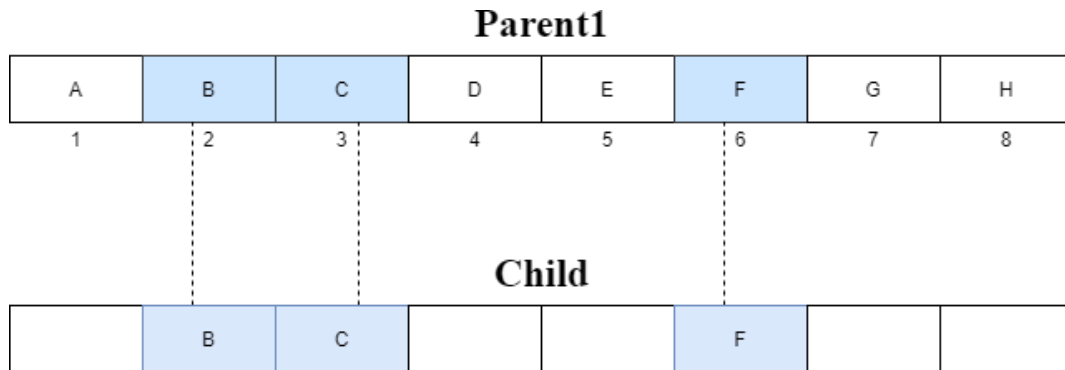 Parent1
A B C D E F G H
1 2 3 4 5 6 7 8
Child
B C F